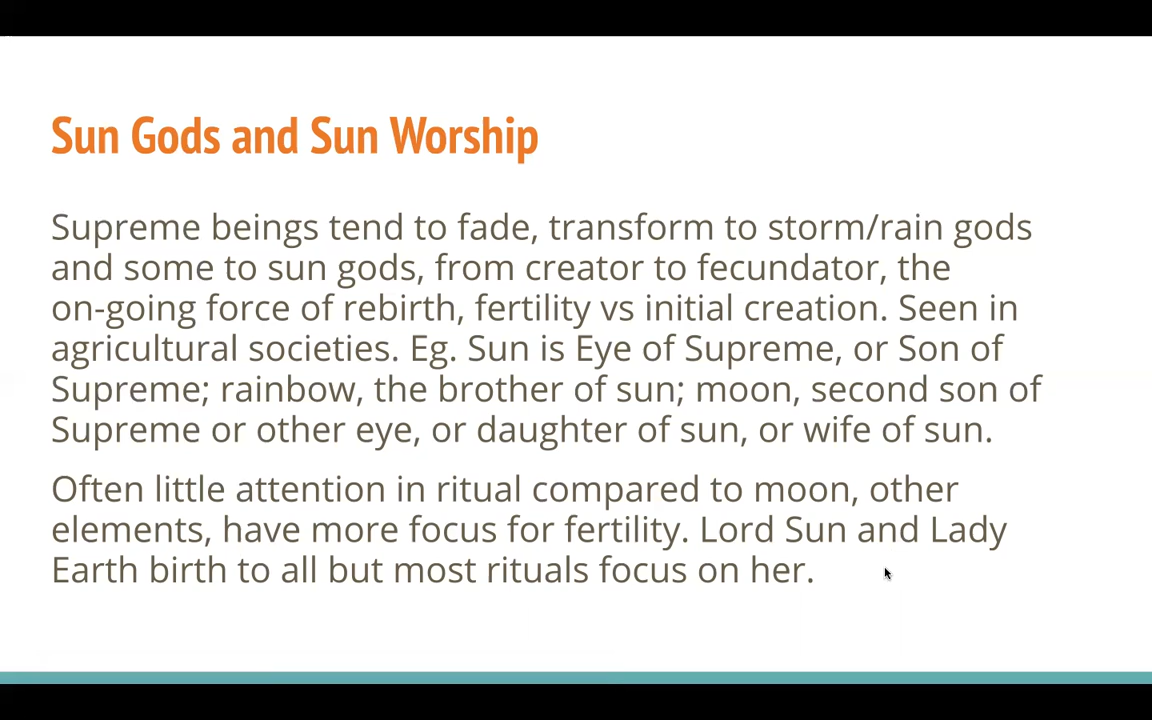 Sun Gods and Sun Worship
Supreme beings tend to fade, transform to storm/rain gods
and some to sun gods, from creator to fecundator, the
on-going force of rebirth, fertility vs initial creation. Seen in
agricultural societies. Eg. Sun is Eye of Supreme, or Son of
Supreme; rainbow, the brother of sun; moon, second son of
Supreme or other eye, or daughter of sun, or wife of sun.
Often little attention in ritual compared to moon, other
elements, have more focus for fertility. Lord Sun and Lady
Earth birth to all but most rituals focus on her.